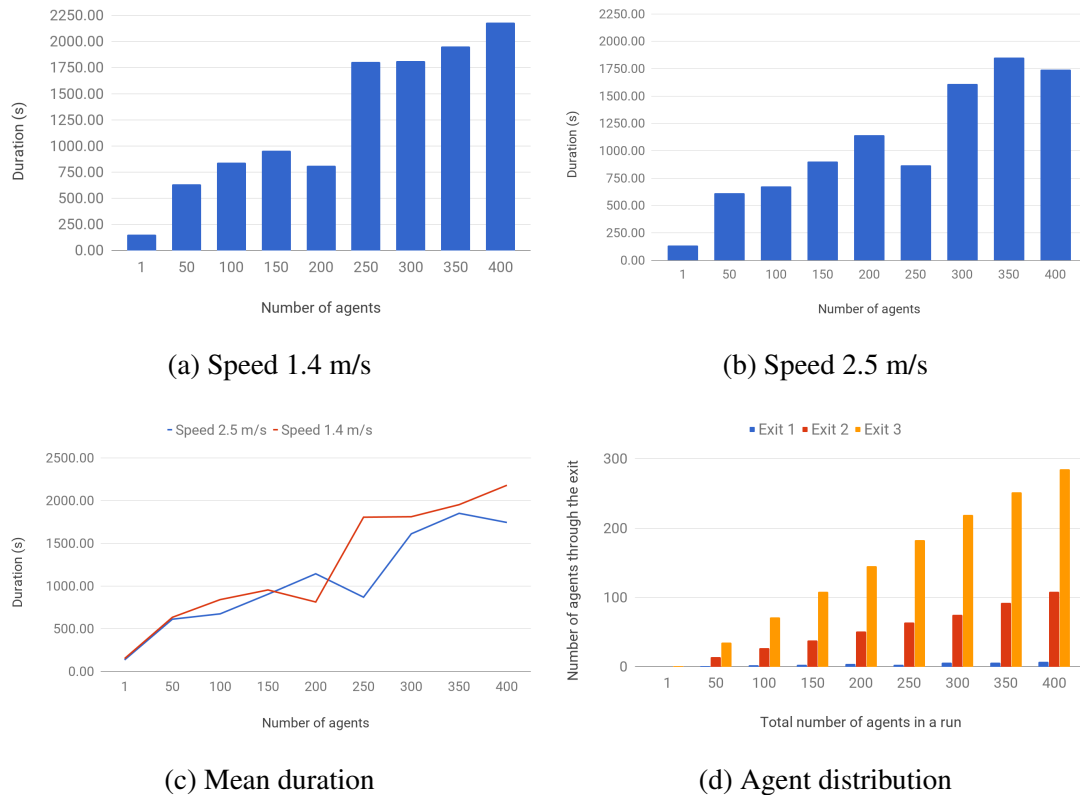 2250.00
2000.00
1750.00
1500.00
1250.00
1000.00
750.00
500.00
250.00
0.00
Duration (s)
1 50 100 150 200 250 300 350 400
Number of agents
(a) Speed 1.4 m/s
2250.00
2000.00
1750.00
1500.00
1250.00
1000.00
750.00
500.00
250.00
0.00
Duration (s)
1 50 100 150 200 250 300 350 400
Number of agents
(b) Speed 2.5 m/s
Speed 2.5 m/s Speed 1.4 m/s
2500.00
2000.00
1500.00
1000.00
500.00
0.00
Duration (s)
1 50 100 150 200 250 300 350 400
Number of agents
(c) Mean duration
Exit 1 Exit 2 Exit 3
300
200
100
0
Number of agents through the exit
1 50 100 150 200 250 300 350 400
Total number of agents in a run
(d) Agent distribution